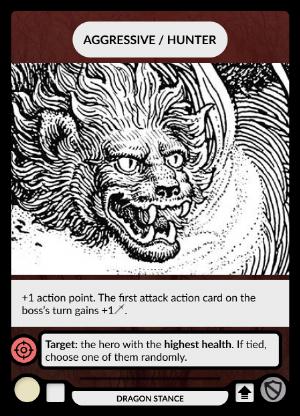 AGGRESSIVE / HUNTER
+1 action point. The first attack action card on the
boss's turn gains +1.
Target: the hero with the highest health. If tied,
choose one of them randomly.
DRAGON STANCE